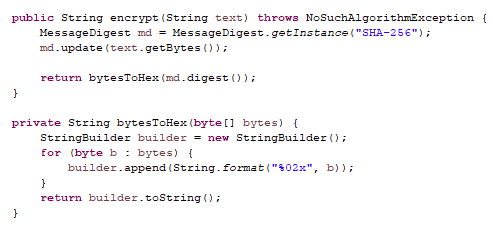 public String encrypt(String text) throws NoSuchAlgorithmException {
    MessageDigest md = MessageDigest.getInstance("SHA-256");
    md.update(text.getBytes());

    return bytesToHex(md.digest());
}

private String bytesToHex(byte[] bytes) {
    StringBuilder builder = new StringBuilder();
    for (byte b : bytes) {
        builder.append(String.format("%02x", b));
    }
    return builder.toString();
}